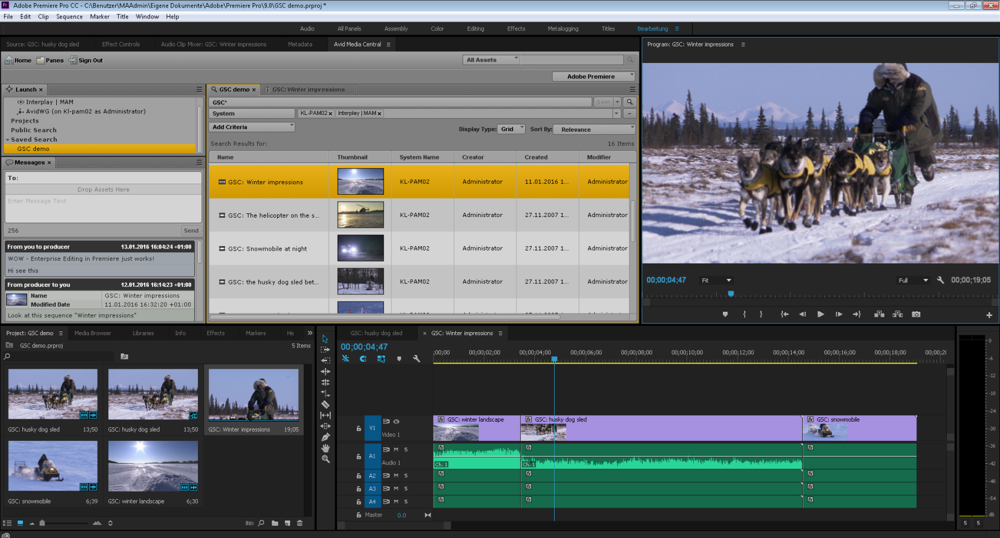 Adobe Premiere Pro CC - C:\Benutzer\MAAdmin\Eigene Dokumente\Adobe\Premiere Pro\9.0\GSC demo.prproj *
File Edit Clip Sequence Marker Title Window Help
Audio All Panels Assembly Color Editing Effects Metalogging Titles Bearbeitung
Source: GSC: husky dog sled Effect Controls Audio Clip Mixer: GSC: Winter impressions Metadata Avid Media Central
Home Panes Sign Out
All Assets
Adobe Premiere
Launch x
Interplay | MAM
AvidWG (on Kl-pam02 as Administrator)
Projects
Public Search
Saved Search
GSC demo
Messages x
To:
Drop Assets Here
Enter Message Text
256 Send
From you to producer 13.01.2016 16:04:24 +01:00
WOW - Enterprise Editing in Premiere just works!
Hi see this
From producer to you 12.01.2016 16:14:23 +01:00
Name GSC: Winter impressions
Modified Date 11.01.2016 16:32:20 +01:00
Look at this sequence "Winter impressions"
GSC demo x GSC: Winter impressions
GSC*
Save
System KL-PAM02 x Interplay | MAM x
Add Criteria
Display Type: Grid Sort By: Relevance
Search Results for: 16 Items
Name Thumbnail System Name Creator Created Modifier
GSC: Winter impressions KL-PAM02 Administrator 11.01.2016 1... Administrator
GSC: The helicopter on the s... KL-PAM02 Administrator 27.11.2007 1... Administrator
GSC: Snowmobile at night KL-PAM02 Administrator 27.11.2007 1... Administrator
GSC: the husky dog sled bet... KL-PAM02 Administrator 27.11.2007 1... Administrator
Program: GSC: Winter impressions
00;00;04;47 Fit Full 00;00;19;05
Project: GSC demo Media Browser Libraries Info Effects Markers His
GSC demo.prproj 5 Items
GSC: husky dog sled 13;50
GSC: husky dog sled 13;50
GSC: Winter impressions 19;05
GSC: snowmobile 6;39
GSC: winter landscape 6;30
GSC: husky dog sled × GSC: Winter impressions
00;00;04;47
;00;00 00;00;02;00 00;00;04;00 00;00;06;00 00;00;08;00 00;00;10;00 00;00;12;00 00;00;14;00 00;00;16;00 00;00;18;00 00;00;20
V1 Video 1
fx GSC: winter landscape fx GSC: husky dog sled fx GSC: snowmobile
A1 M S Audio 1
fx Ch. 1 fx Ch. 1 fx
A2 M S fx fx fx
A3 M S fx fx fx
A4 M S fx fx fx
Master 0.0
0
-6
-12
-18
-24
-30
-36
-42
-48
-54
dB
S S